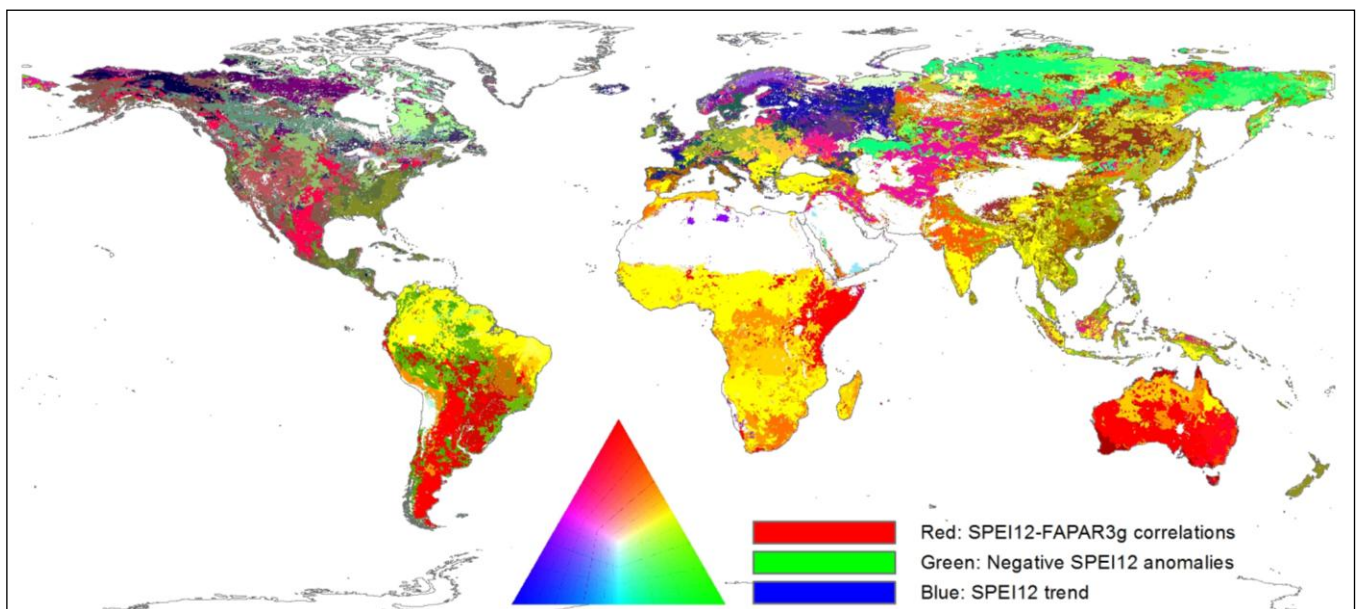 Red: SPEI12-FAPAR3g correlations
Green: Negative SPEI12 anomalies
Blue: SPEI12 trend